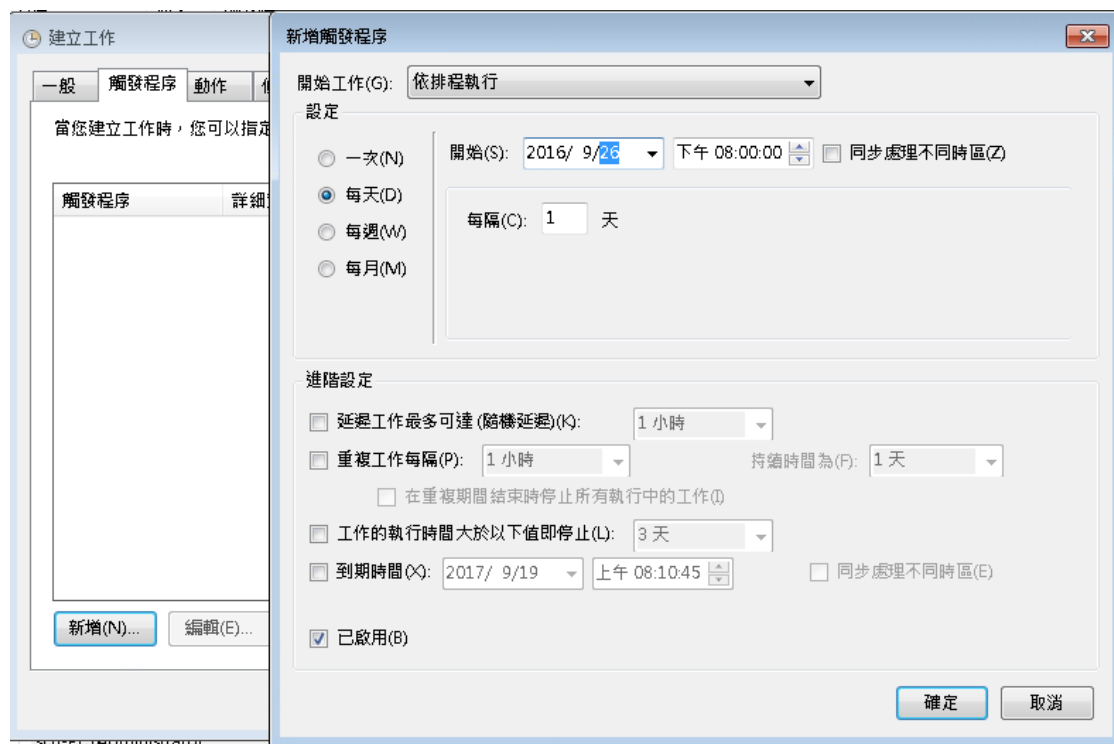 建立工作
一般 觸發程序 動作
當您建立工作時，您可以指定
觸發程序 詳細
新增(N)... 編輯(E)...
新增觸發程序
開始工作(G): 依排程執行
設定
一次(N)
每天(D)
每週(W)
每月(M)
開始(S): 2016/ 9/26 下午 08:00:00 同步處理不同時區(Z)
每隔(C): 1 天
進階設定
延遲工作最多可達 (隨機延遲)(K): 1 小時
重複工作每隔(P): 1 小時 持續時間為(F): 1 天
在重複期間結束時停止所有執行中的工作(I)
工作的執行時間大於以下值即停止(L): 3 天
到期時間(X): 2017/ 9/19 上午 08:10:45 同步處理不同時區(E)
已啟用(B)
確定 取消